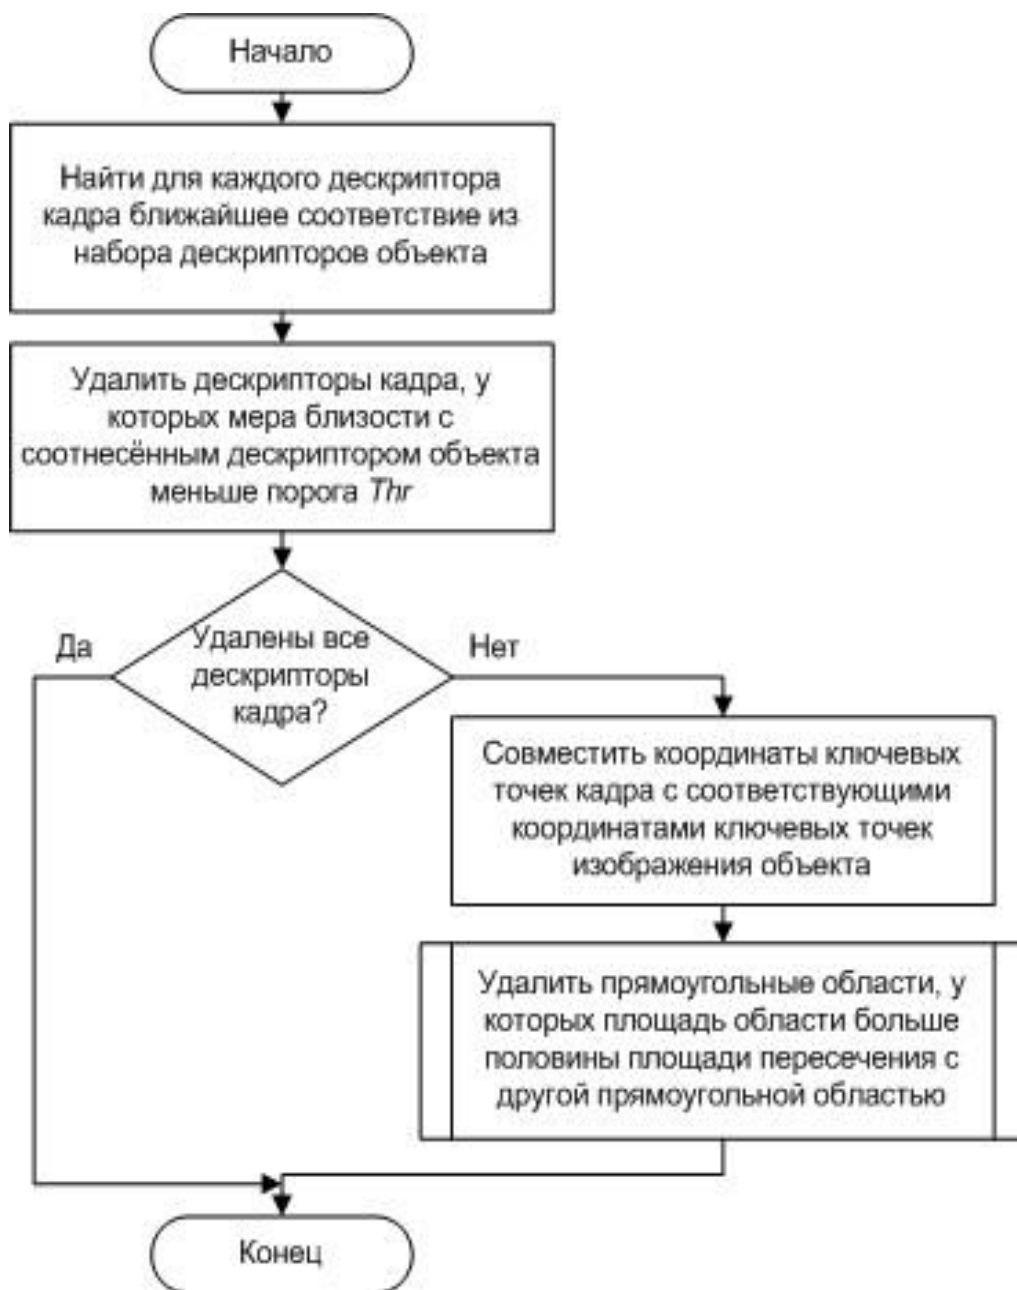 Начало
Найти для каждого дескриптора
кадра ближайшее соответствие из
набора дескрипторов объекта
Удалить дескрипторы кадра, у
которых мера близости с
соотнесённым дескриптором объекта
меньше порога Thr
Удалены все
дескрипторы
кадра?
Да
Нет
Совместить координаты ключевых
точек кадра с соответствующими
координатами ключевых точек
изображения объекта
Удалить прямоугольные области, у
которых площадь области больше
половины площади пересечения с
другой прямоугольной областью
Конец